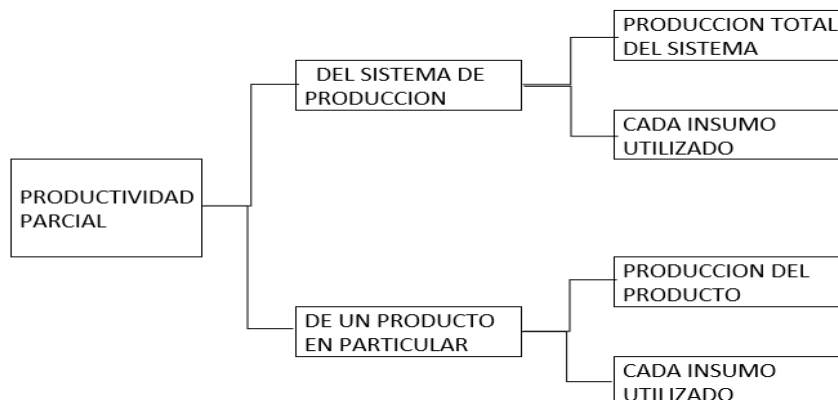 PRODUCCION TOTAL
DEL SISTEMA
DEL SISTEMA DE
PRODUCCION
CADA INSUMO
UTILIZADO
PRODUCTIVIDAD
PARCIAL
PRODUCCION DEL
PRODUCTO
DE UN PRODUCTO
EN PARTICULAR
CADA INSUMO
UTILIZADO